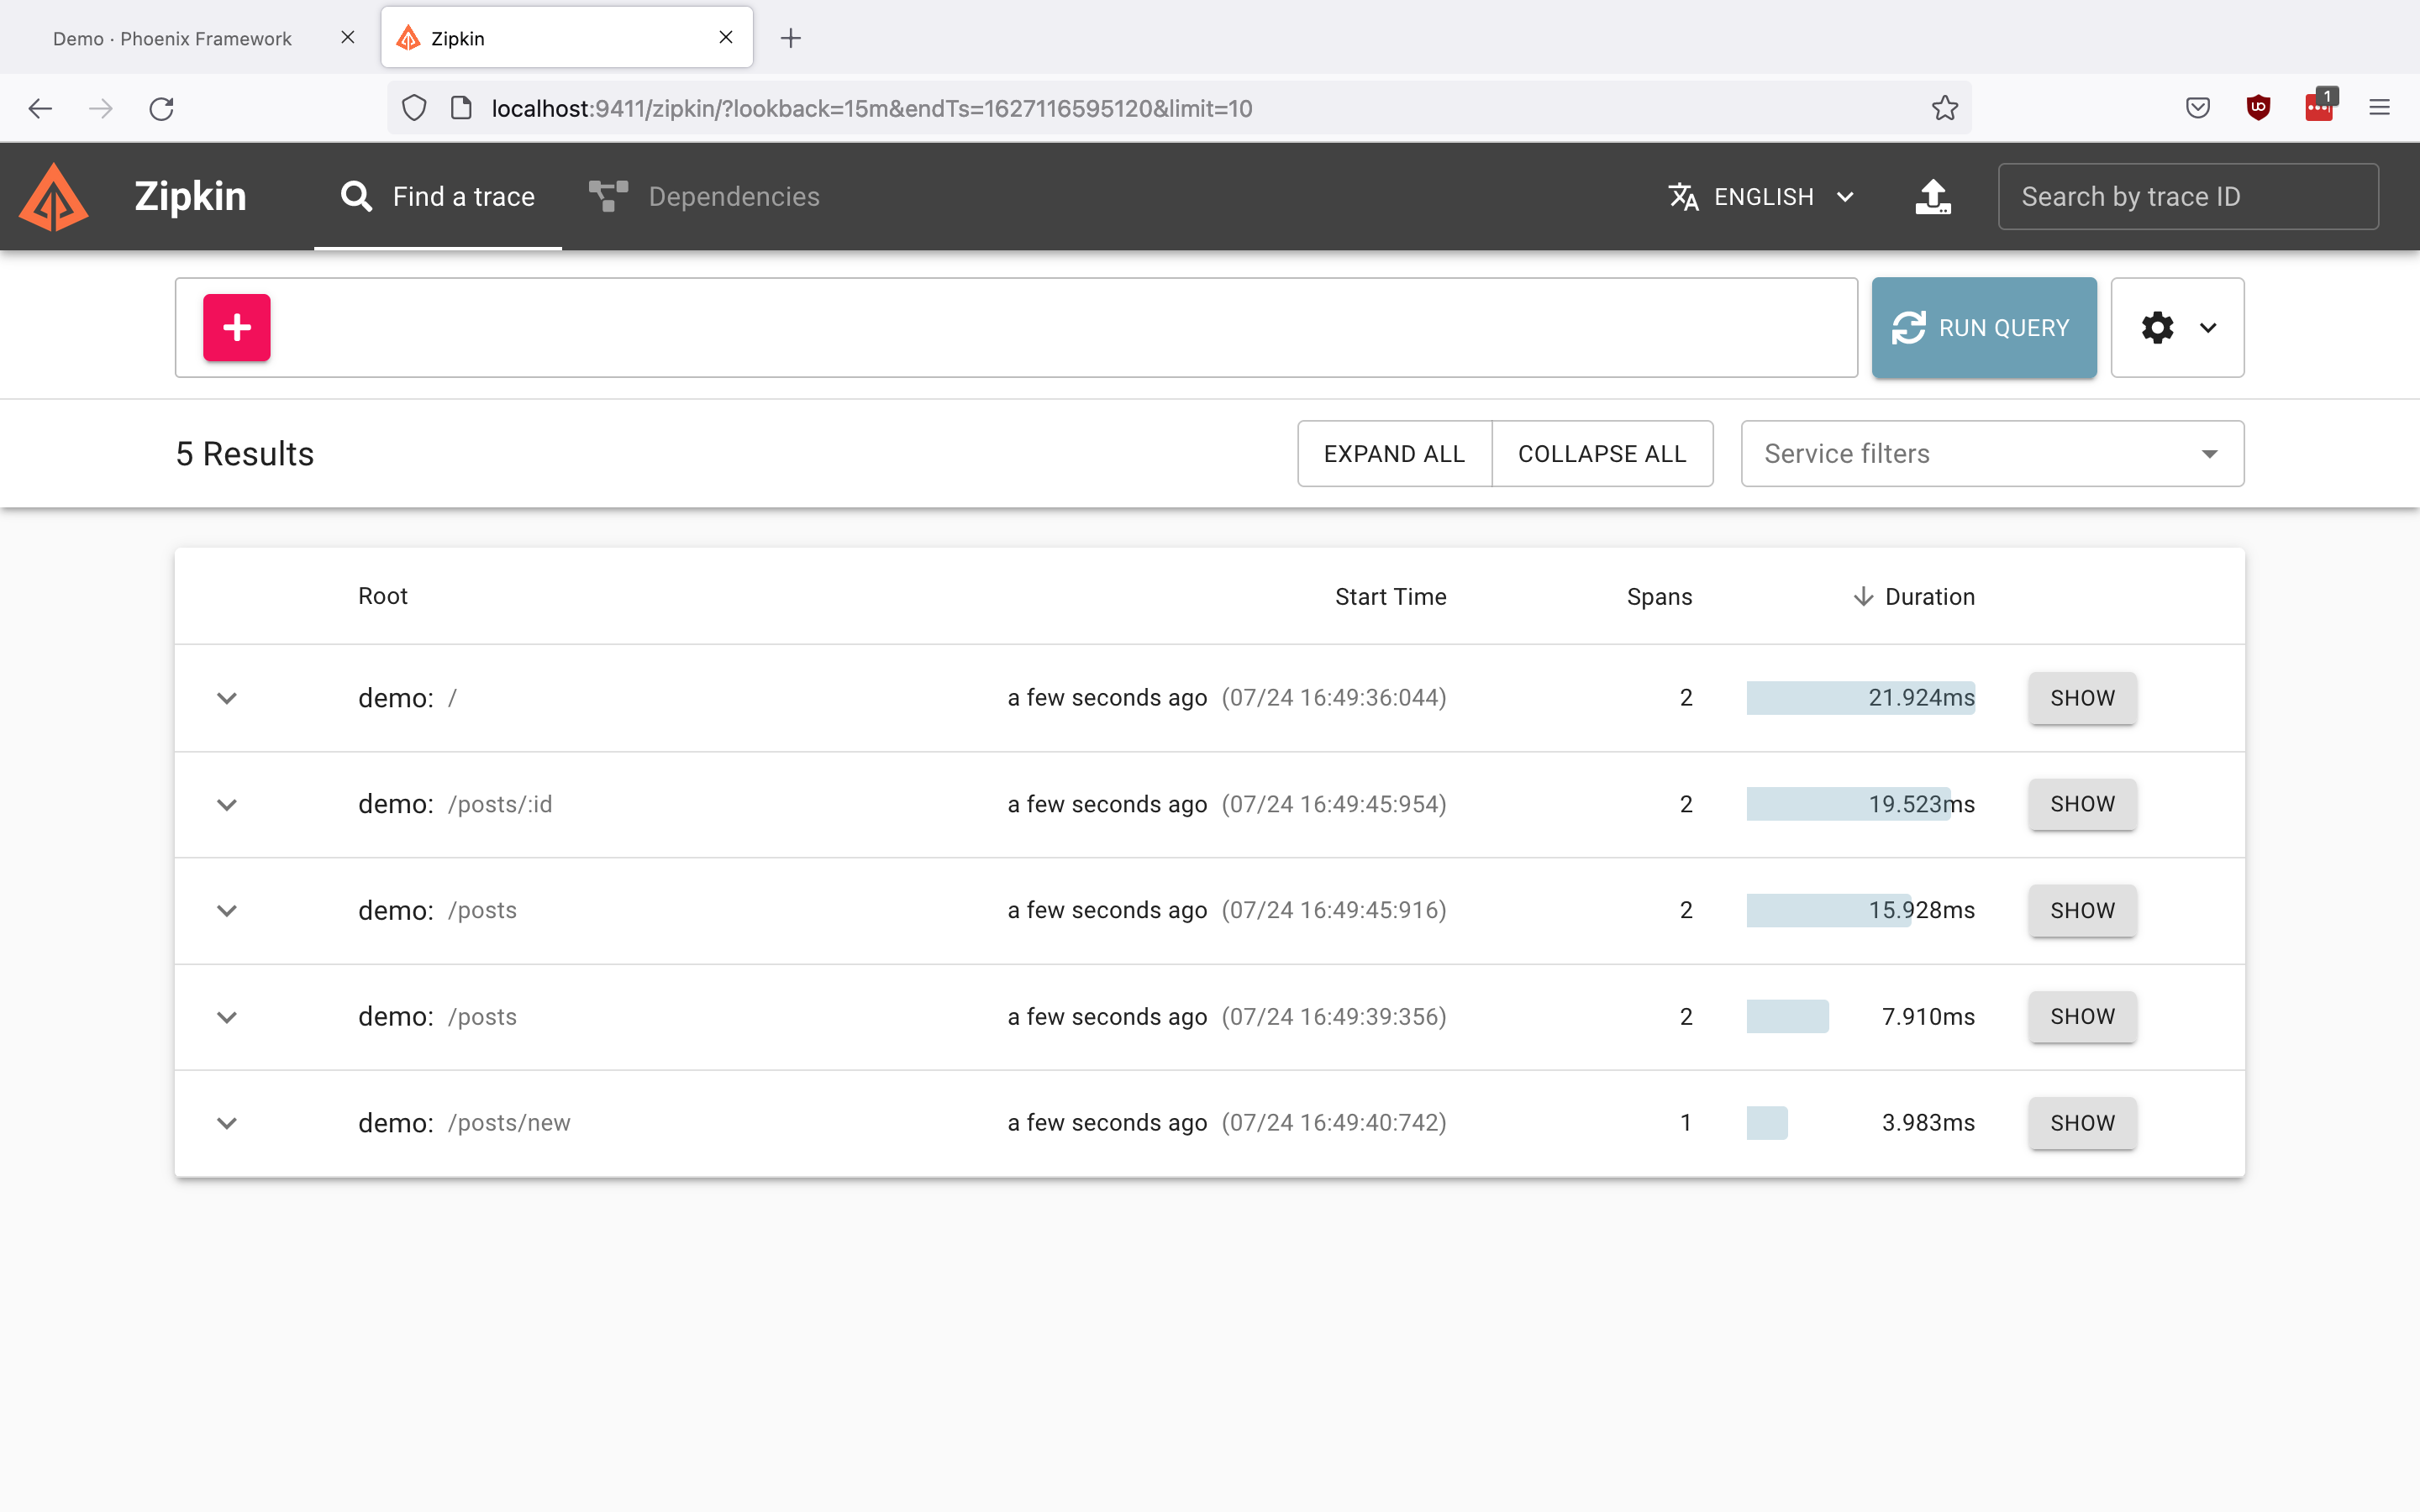 Demo · Phoenix Framework
Zipkin
localhost:9411/zipkin/?lookback=15m&endTs=1627116595120&limit=10
1
Zipkin
Find a trace
Dependencies
ENGLISH
Search by trace ID
RUN QUERY
5 Results
EXPAND ALL
COLLAPSE ALL
Service filters
Root Start Time Spans Duration
demo: / a few seconds ago (07/24 16:49:36:044) 2 21.924ms SHOW
demo: /posts/:id a few seconds ago (07/24 16:49:45:954) 2 19.523ms SHOW
demo: /posts a few seconds ago (07/24 16:49:45:916) 2 15.928ms SHOW
demo: /posts a few seconds ago (07/24 16:49:39:356) 2 7.910ms SHOW
demo: /posts/new a few seconds ago (07/24 16:49:40:742) 1 3.983ms SHOW